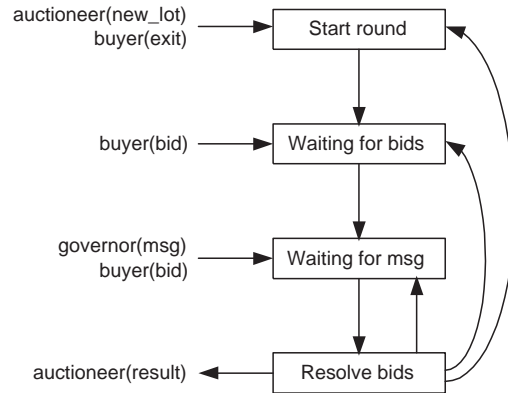 auctioneer(new_lot)
buyer(exit)
Start round
buyer(bid)
Waiting for bids
governor(msg)
buyer(bid)
Waiting for msg
auctioneer(result)
Resolve bids